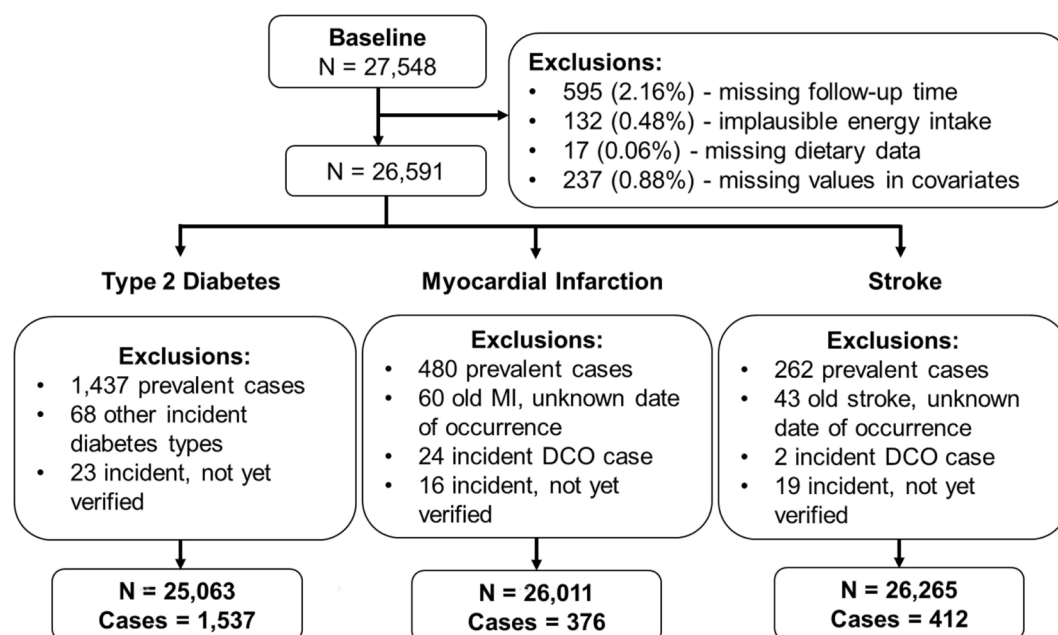 Baseline
N = 27,548
Exclusions:
• 595 (2.16%) - missing follow-up time
• 132 (0.48%) - implausible energy intake
• 17 (0.06%) - missing dietary data
• 237 (0.88%) - missing values in covariates
N = 26,591
Type 2 Diabetes
Exclusions:
• 1,437 prevalent cases
• 68 other incident
diabetes types
• 23 incident, not yet
verified
N = 25,063
Cases = 1,537
Myocardial Infarction
Exclusions:
• 480 prevalent cases
• 60 old MI, unknown date
of occurrence
• 24 incident DCO case
• 16 incident, not yet
verified
N = 26,011
Cases = 376
Stroke
Exclusions:
• 262 prevalent cases
• 43 old stroke, unknown
date of occurrence
• 2 incident DCO case
• 19 incident, not yet
verified
N = 26,265
Cases = 412